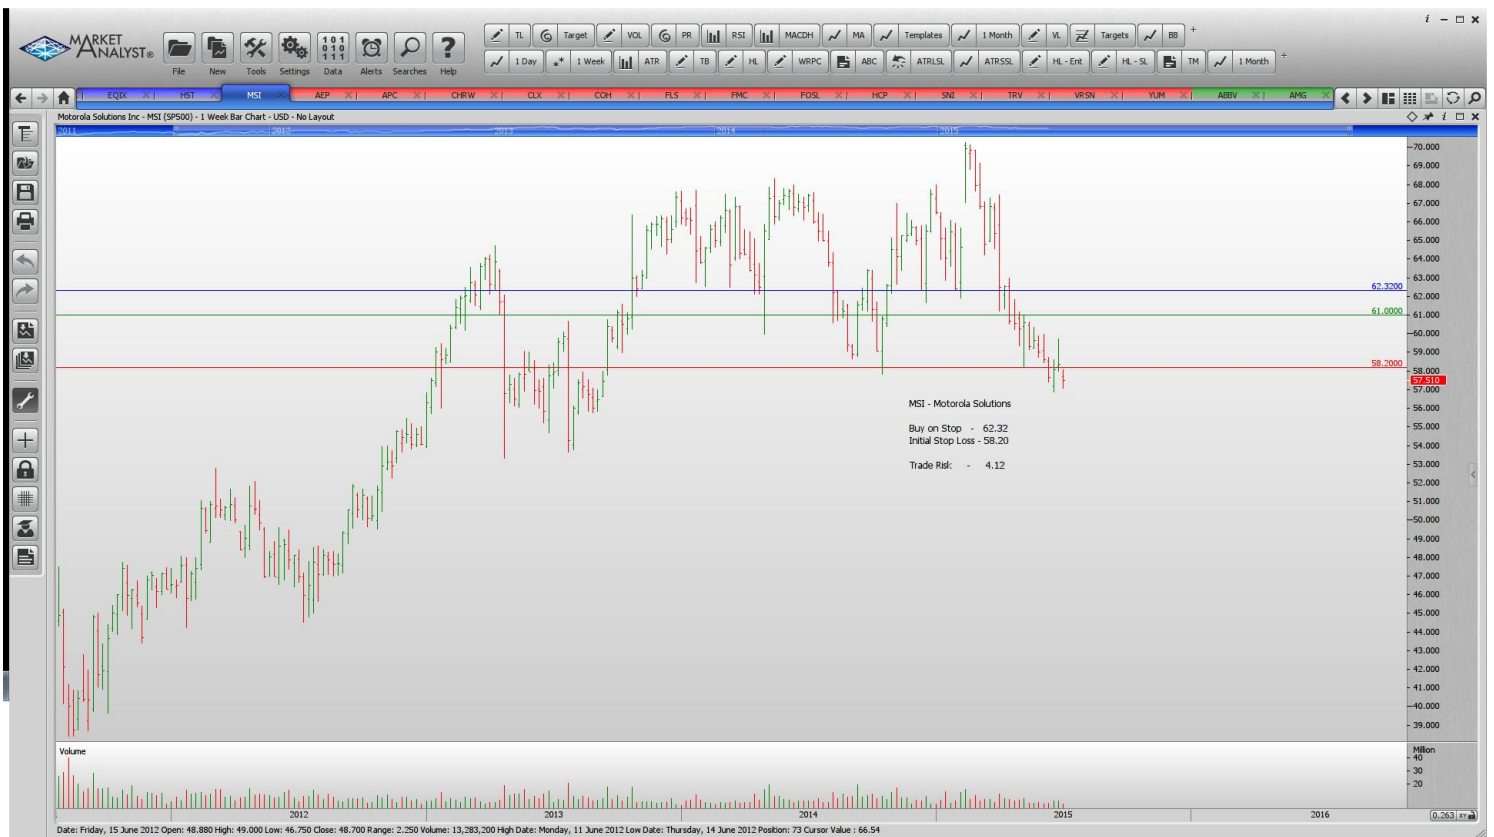 i
MARKET ANALYST®
File New Tools Settings Data Alerts Searches Help
TL Target VOL PR RSI MACDH MA Templates 1 Month VL Targets BB +
1 Day 1 Week ATR TB HL WRPC ABC ATRLSL ATRSSL HL - Ent HL - SL TM 1 Month +
EQIX HST MSI AEP APC CHRW CLX COH FLS FMC FOSL HCP SNI TRV VRSN YUM ABBV AMG
Motorola Solutions Inc - MSI (SP500) - 1 Week Bar Chart - USD - No Layout
2011 2012 2013 2014 2015
70.000
69.000
68.000
67.000
66.000
65.000
64.000
63.000
62.3200
62.000
61.0000 61.000
60.000
59.000
58.2000
58.000
57.510
57.000
56.000
55.000
54.000
53.000
52.000
51.000
50.000
49.000
48.000
47.000
46.000
45.000
44.000
43.000
42.000
41.000
40.000
39.000
MSI - Motorola Solutions
Buy on Stop - 62.32
Initial Stop Loss - 58.20
Trade Risk - 4.12
Volume
Million
40
30
20
2012 2013 2014 2015 2016
0.263 XY
Date: Friday, 15 June 2012 Open: 48.880 High: 49.000 Low: 46.750 Close: 48.700 Range: 2.250 Volume: 13,283,200 High Date: Monday, 11 June 2012 Low Date: Thursday, 14 June 2012 Position: 73 Cursor Value : 66.54